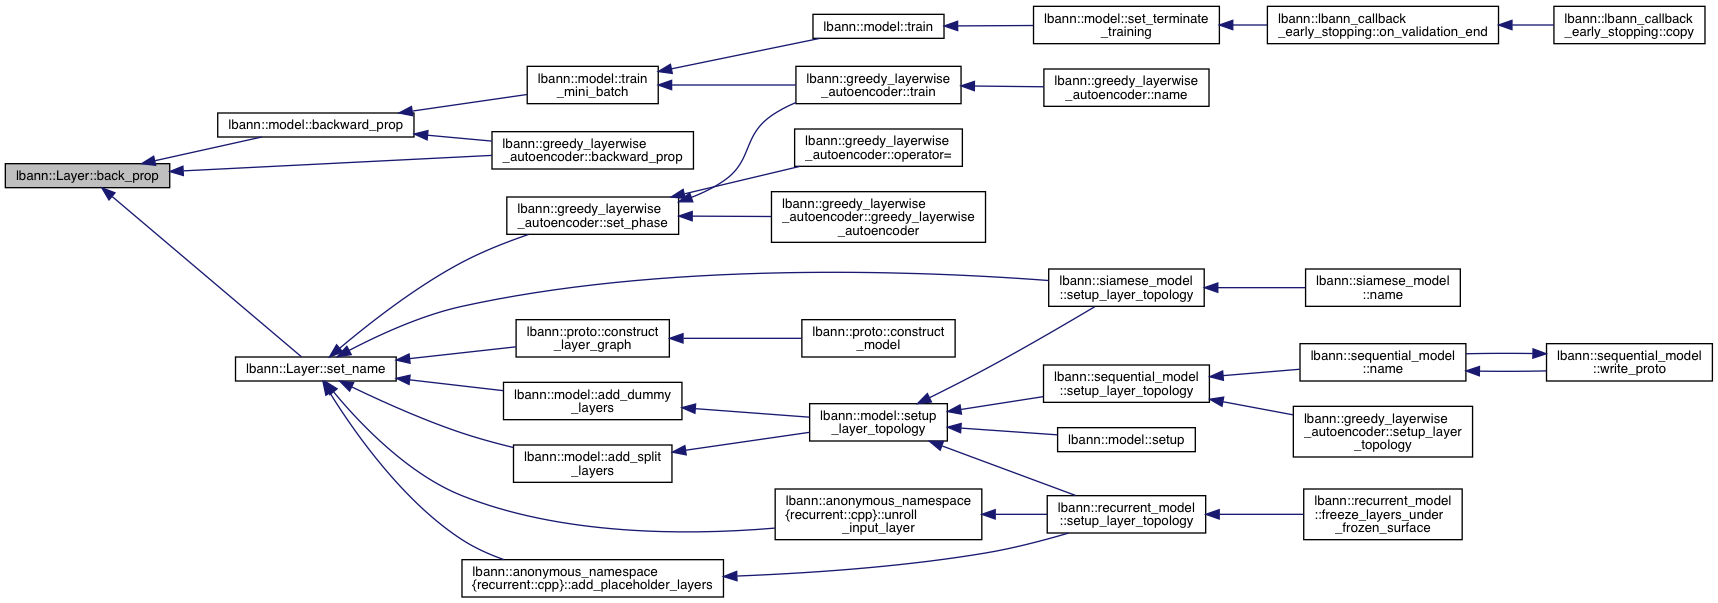 lbann::Layer::back_prop
lbann::model::backward_prop
lbann::model::train
_mini_batch
lbann::model::train
lbann::model::set_terminate
_training
lbann::lbann_callback
_early_stopping::on_validation_end
lbann::lbann_callback
_early_stopping::copy
lbann::greedy_layerwise
_autoencoder::train
lbann::greedy_layerwise
_autoencoder::name
lbann::greedy_layerwise
_autoencoder::backward_prop
lbann::greedy_layerwise
_autoencoder::operator=
lbann::greedy_layerwise
_autoencoder::set_phase
lbann::greedy_layerwise
_autoencoder::greedy_layerwise
_autoencoder
lbann::Layer::set_name
lbann::siamese_model
::setup_layer_topology
lbann::siamese_model
::name
lbann::proto::construct
_layer_graph
lbann::proto::construct
_model
lbann::model::add_dummy
_layers
lbann::model::add_split
_layers
lbann::model::setup
_layer_topology
lbann::sequential_model
::setup_layer_topology
lbann::sequential_model
::name
lbann::sequential_model
::write_proto
lbann::greedy_layerwise
_autoencoder::setup_layer
_topology
lbann::model::setup
lbann::anonymous_namespace
{recurrent::cpp}::unroll
_input_layer
lbann::recurrent_model
::setup_layer_topology
lbann::recurrent_model
::freeze_layers_under
_frozen_surface
lbann::anonymous_namespace
{recurrent::cpp}::add_placeholder_layers